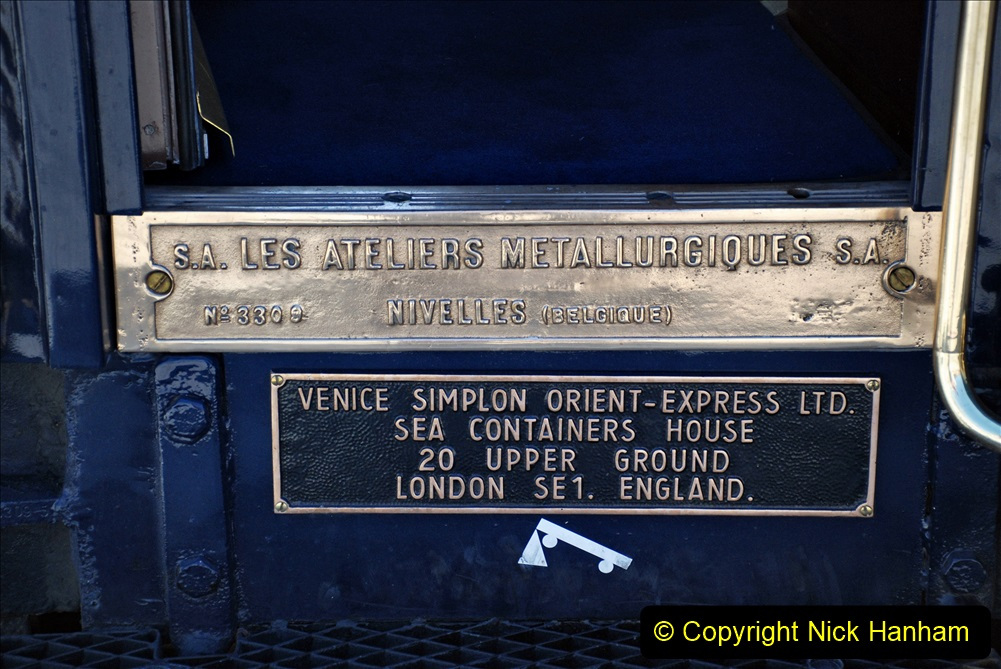 S.A. LES ATELIERS METALLURGIQUES S.A.
Nº 3309 NIVELLES (BELGIQUE)
VENICE SIMPLON ORIENT-EXPRESS LTD.
SEA CONTAINERS HOUSE
20 UPPER GROUND
LONDON SE1. ENGLAND.
© Copyright Nick Hanham